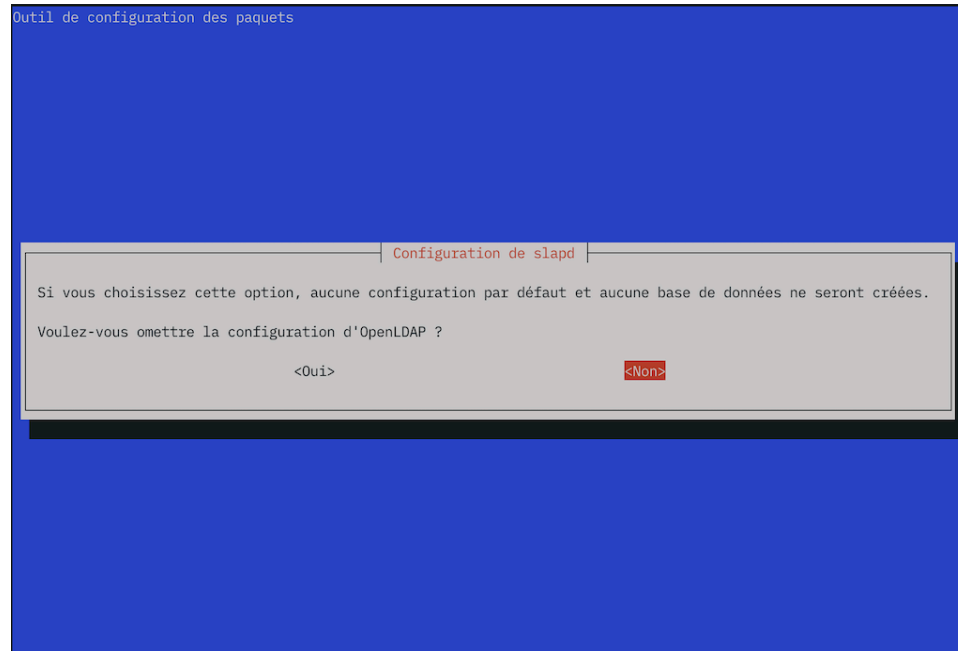 Outil de configuration des paquets
Configuration de slapd
Si vous choisissez cette option, aucune configuration par défaut et aucune base de données ne seront créées.
Voulez-vous omettre la configuration d'OpenLDAP ?
<Oui> <Non>